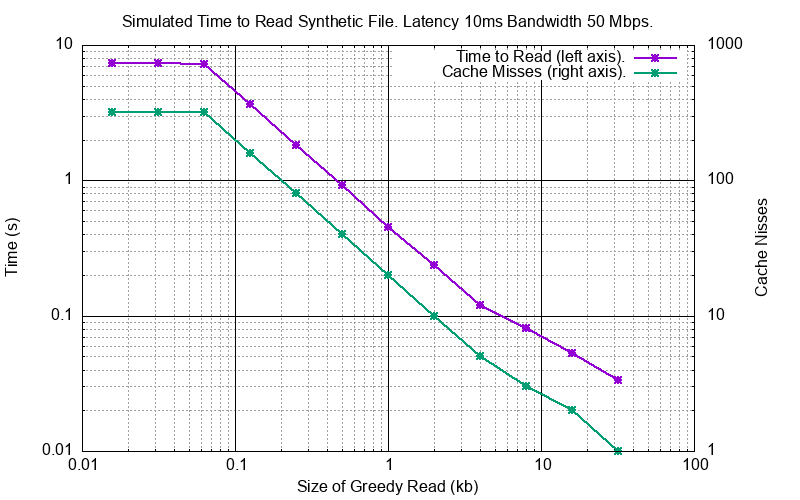 Simulated Time to Read Synthetic File. Latency 10ms Bandwidth 50 Mbps.
10
1000
Time to Read (left axis).
Cache Misses (right axis).
1
100
Time (s)
Cache Nisses
0.1
10
0.01
1
0.01
0.1
1
10
100
Size of Greedy Read (kb)